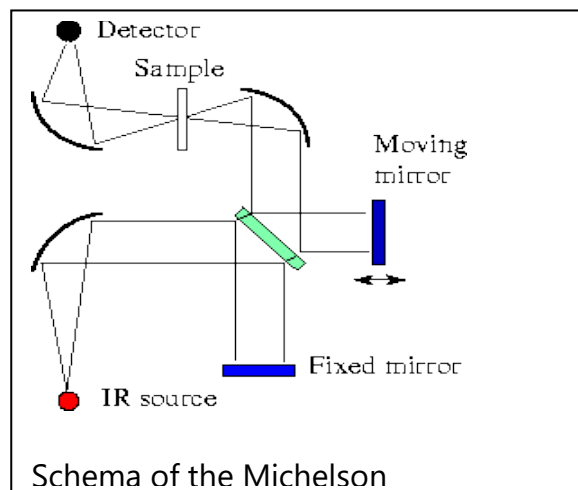 Detector
Sample
Moving
mirror
Fixed mirror
IR source
Schema of the Michelson